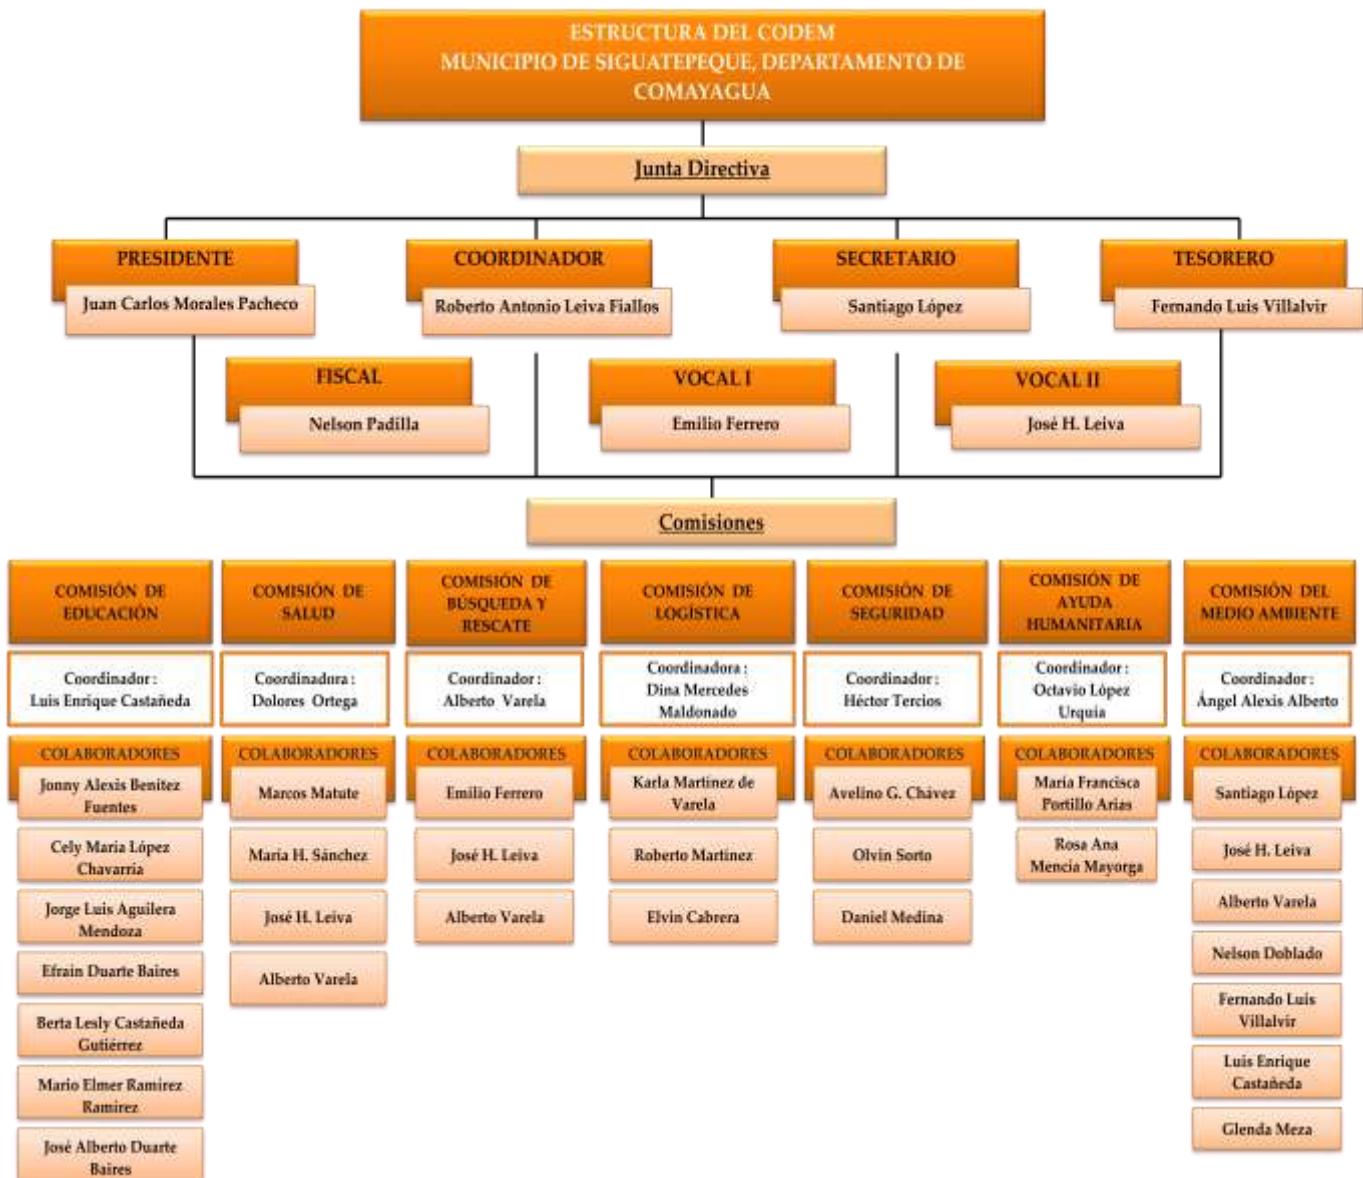 ESTRUCTURA DEL CODEM
MUNICIPIO DE SIGUATEPEQUE, DEPARTAMENTO DE
COMAYAGUA
Junta Directiva
PRESIDENTE
Juan Carlos Morales Pacheco
COORDINADOR
Roberto Antonio Leiva Fiallos
SECRETARIO
Santiago López
TESORERO
Fernando Luis Villalvir
FISCAL
Nelson Padilla
VOCAL I
Emilio Ferrero
VOCAL II
José H. Leiva
Comisiones
COMISIÓN DE
EDUCACIÓN
Coordinador :
Luis Enrique Castañeda
COLABORADORES
Jonny Alexis Benítez
Fuentes
Cely María López
Chavarría
Jorge Luis Aguilera
Mendoza
Efraín Duarte Baires
Berta Lesly Castañeda
Gutiérrez
Mario Elmer Ramírez
Ramírez
José Alberto Duarte
Baires
COMISIÓN DE
SALUD
Coordinadora :
Dolores Ortega
COLABORADORES
Marcos Matute
María H. Sánchez
José H. Leiva
Alberto Varela
COMISIÓN DE
BÚSQUEDA Y
RESCATE
Coordinador :
Alberto Varela
COLABORADORES
Emilio Ferrero
José H. Leiva
Alberto Varela
COMISIÓN DE
LOGÍSTICA
Coordinadora :
Dina Mercedes
Maldonado
COLABORADORES
Karla Martínez de
Varela
Roberto Martínez
Elvin Cabrera
COMISIÓN DE
SEGURIDAD
Coordinador :
Héctor Tercios
COLABORADORES
Avelino G. Chávez
Olvin Sorto
Daniel Medina
COMISIÓN DE
AYUDA
HUMANITARIA
Coordinador :
Octavio López
Urquía
COLABORADORES
María Francisca
Portillo Arias
Rosa Ana
Mencía Mayorga
COMISIÓN DEL
MEDIO AMBIENTE
Coordinador :
Ángel Alexis Alberto
COLABORADORES
Santiago López
José H. Leiva
Alberto Varela
Nelson Doblado
Fernando Luis
Villalvir
Luis Enrique
Castañeda
Glenda Meza